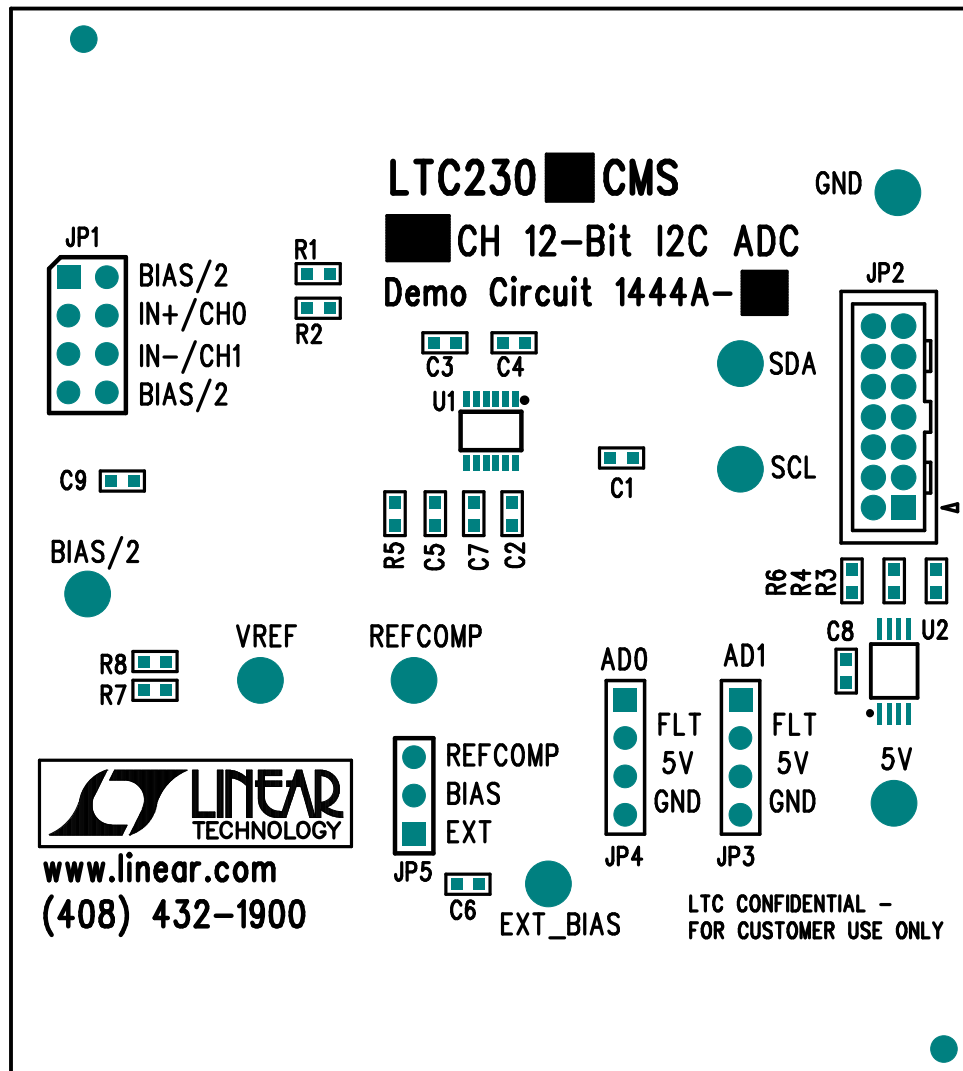 LTC230 CMS
CH 12-Bit I2C ADC
Demo Circuit 1444A-
GND
JP1
BIAS/2
IN+/CH0
IN-/CH1
BIAS/2
R1
R2
JP2
C3
C4
U1
SDA
SCL
C9
C1
R5
C5
C7
C2
BIAS/2
R6
R4
R3
C8
U2
R8
R7
VREF
REFCOMP
AD0
FLT
5V
GND
JP4
AD1
FLT
5V
GND
JP3
5V
REFCOMP
BIAS
EXT
JP5
C6
EXT_BIAS
LINEAR
TECHNOLOGY
www.linear.com
(408) 432-1900
LTC CONFIDENTIAL -
FOR CUSTOMER USE ONLY